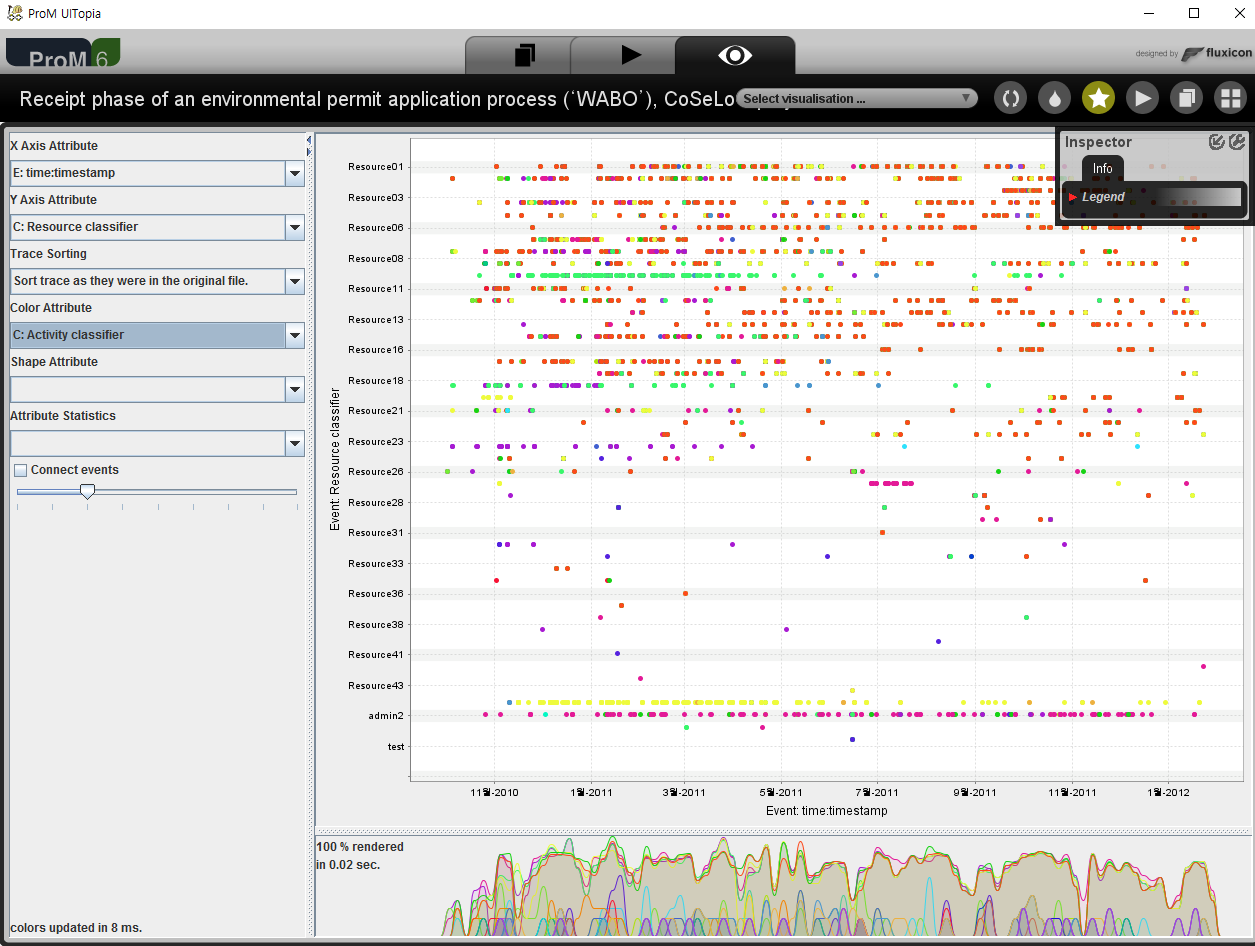 ProM UITopia
ProM 6
designed by fluxicon
Receipt phase of an environmental permit application process (‘WABO’), CoSeLo
Select visualisation ...
X Axis Attribute
E: time:timestamp
Y Axis Attribute
C: Resource classifier
Trace Sorting
Sort trace as they were in the original file.
Color Attribute
C: Activity classifier
Shape Attribute
Attribute Statistics
Connect events
colors updated in 8 ms.
Inspector
Info
Legend
Event: Resource classifier
Resource01
Resource03
Resource06
Resource08
Resource11
Resource13
Resource16
Resource18
Resource21
Resource23
Resource26
Resource28
Resource31
Resource33
Resource36
Resource38
Resource41
Resource43
admin2
test
11월-2010 1월-2011 3월-2011 5월-2011 7월-2011 9월-2011 11월-2011 1월-2012
Event: time:timestamp
100 % rendered
in 0.02 sec.